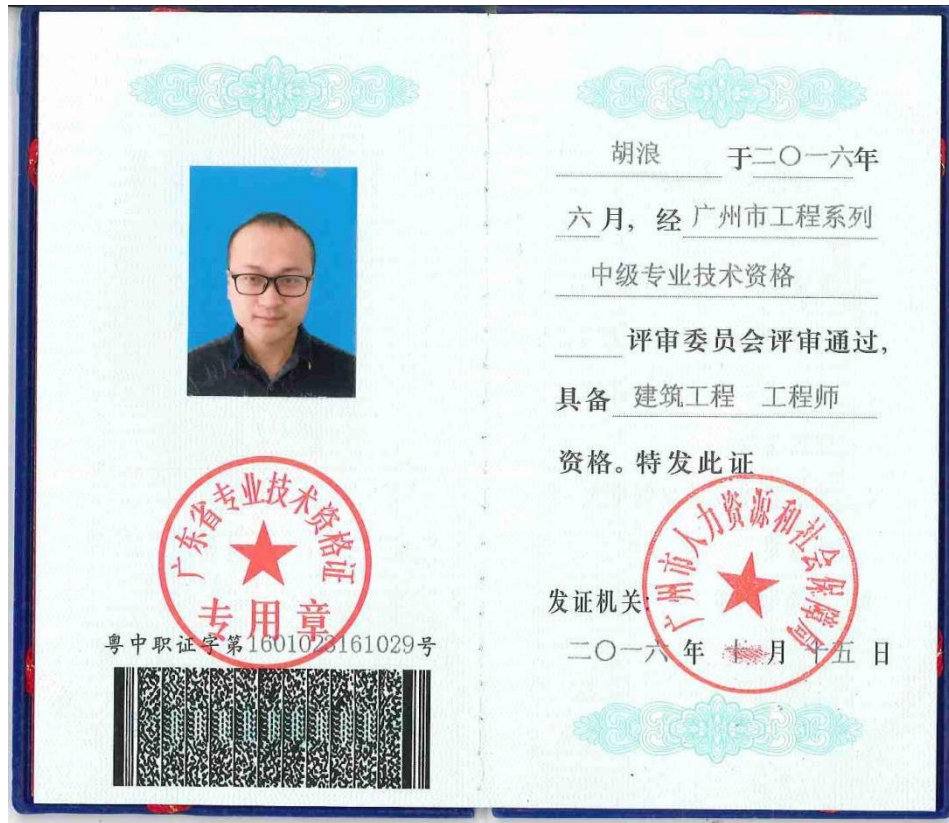 广东省专业技术资格证
专用章
粤中职证字第1601023161029号
胡浪 于二〇一六年
六月，经广州市工程系列
中级专业技术资格
评审委员会评审通过，
具备 建筑工程 工程师
资格。特发此证
广州市人力资源和社会保障局
发证机关：
二〇一六年 月十五日